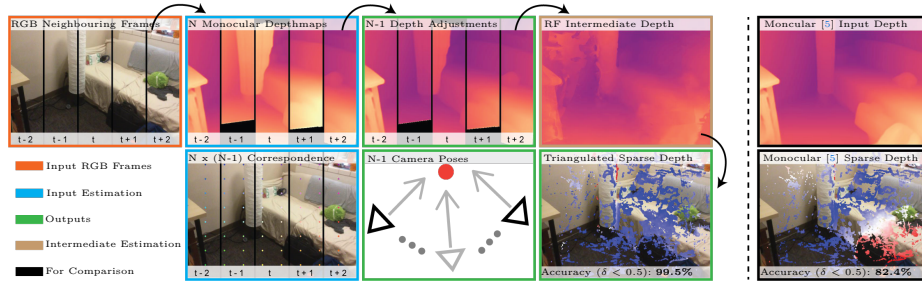 RGB Neighbouring Frames
t-2 t-1 t t+1 t+2
N Monocular Depthmaps
t-2 t-1 t t+1 t+2
N-1 Depth Adjustments
t-2 t-1 t t+1 t+2
RF Intermediate Depth
Moncular [5] Input Depth
Input RGB Frames
Input Estimation
Outputs
Intermediate Estimation
For Comparison
N x (N-1) Correspondence
t-2 t-1 t t+1 t+2
N-1 Camera Poses
Triangulated Sparse Depth
Accuracy (δ < 0.5): 99.5%
Monocular [5] Sparse Depth
Accuracy (δ < 0.5): 82.4%